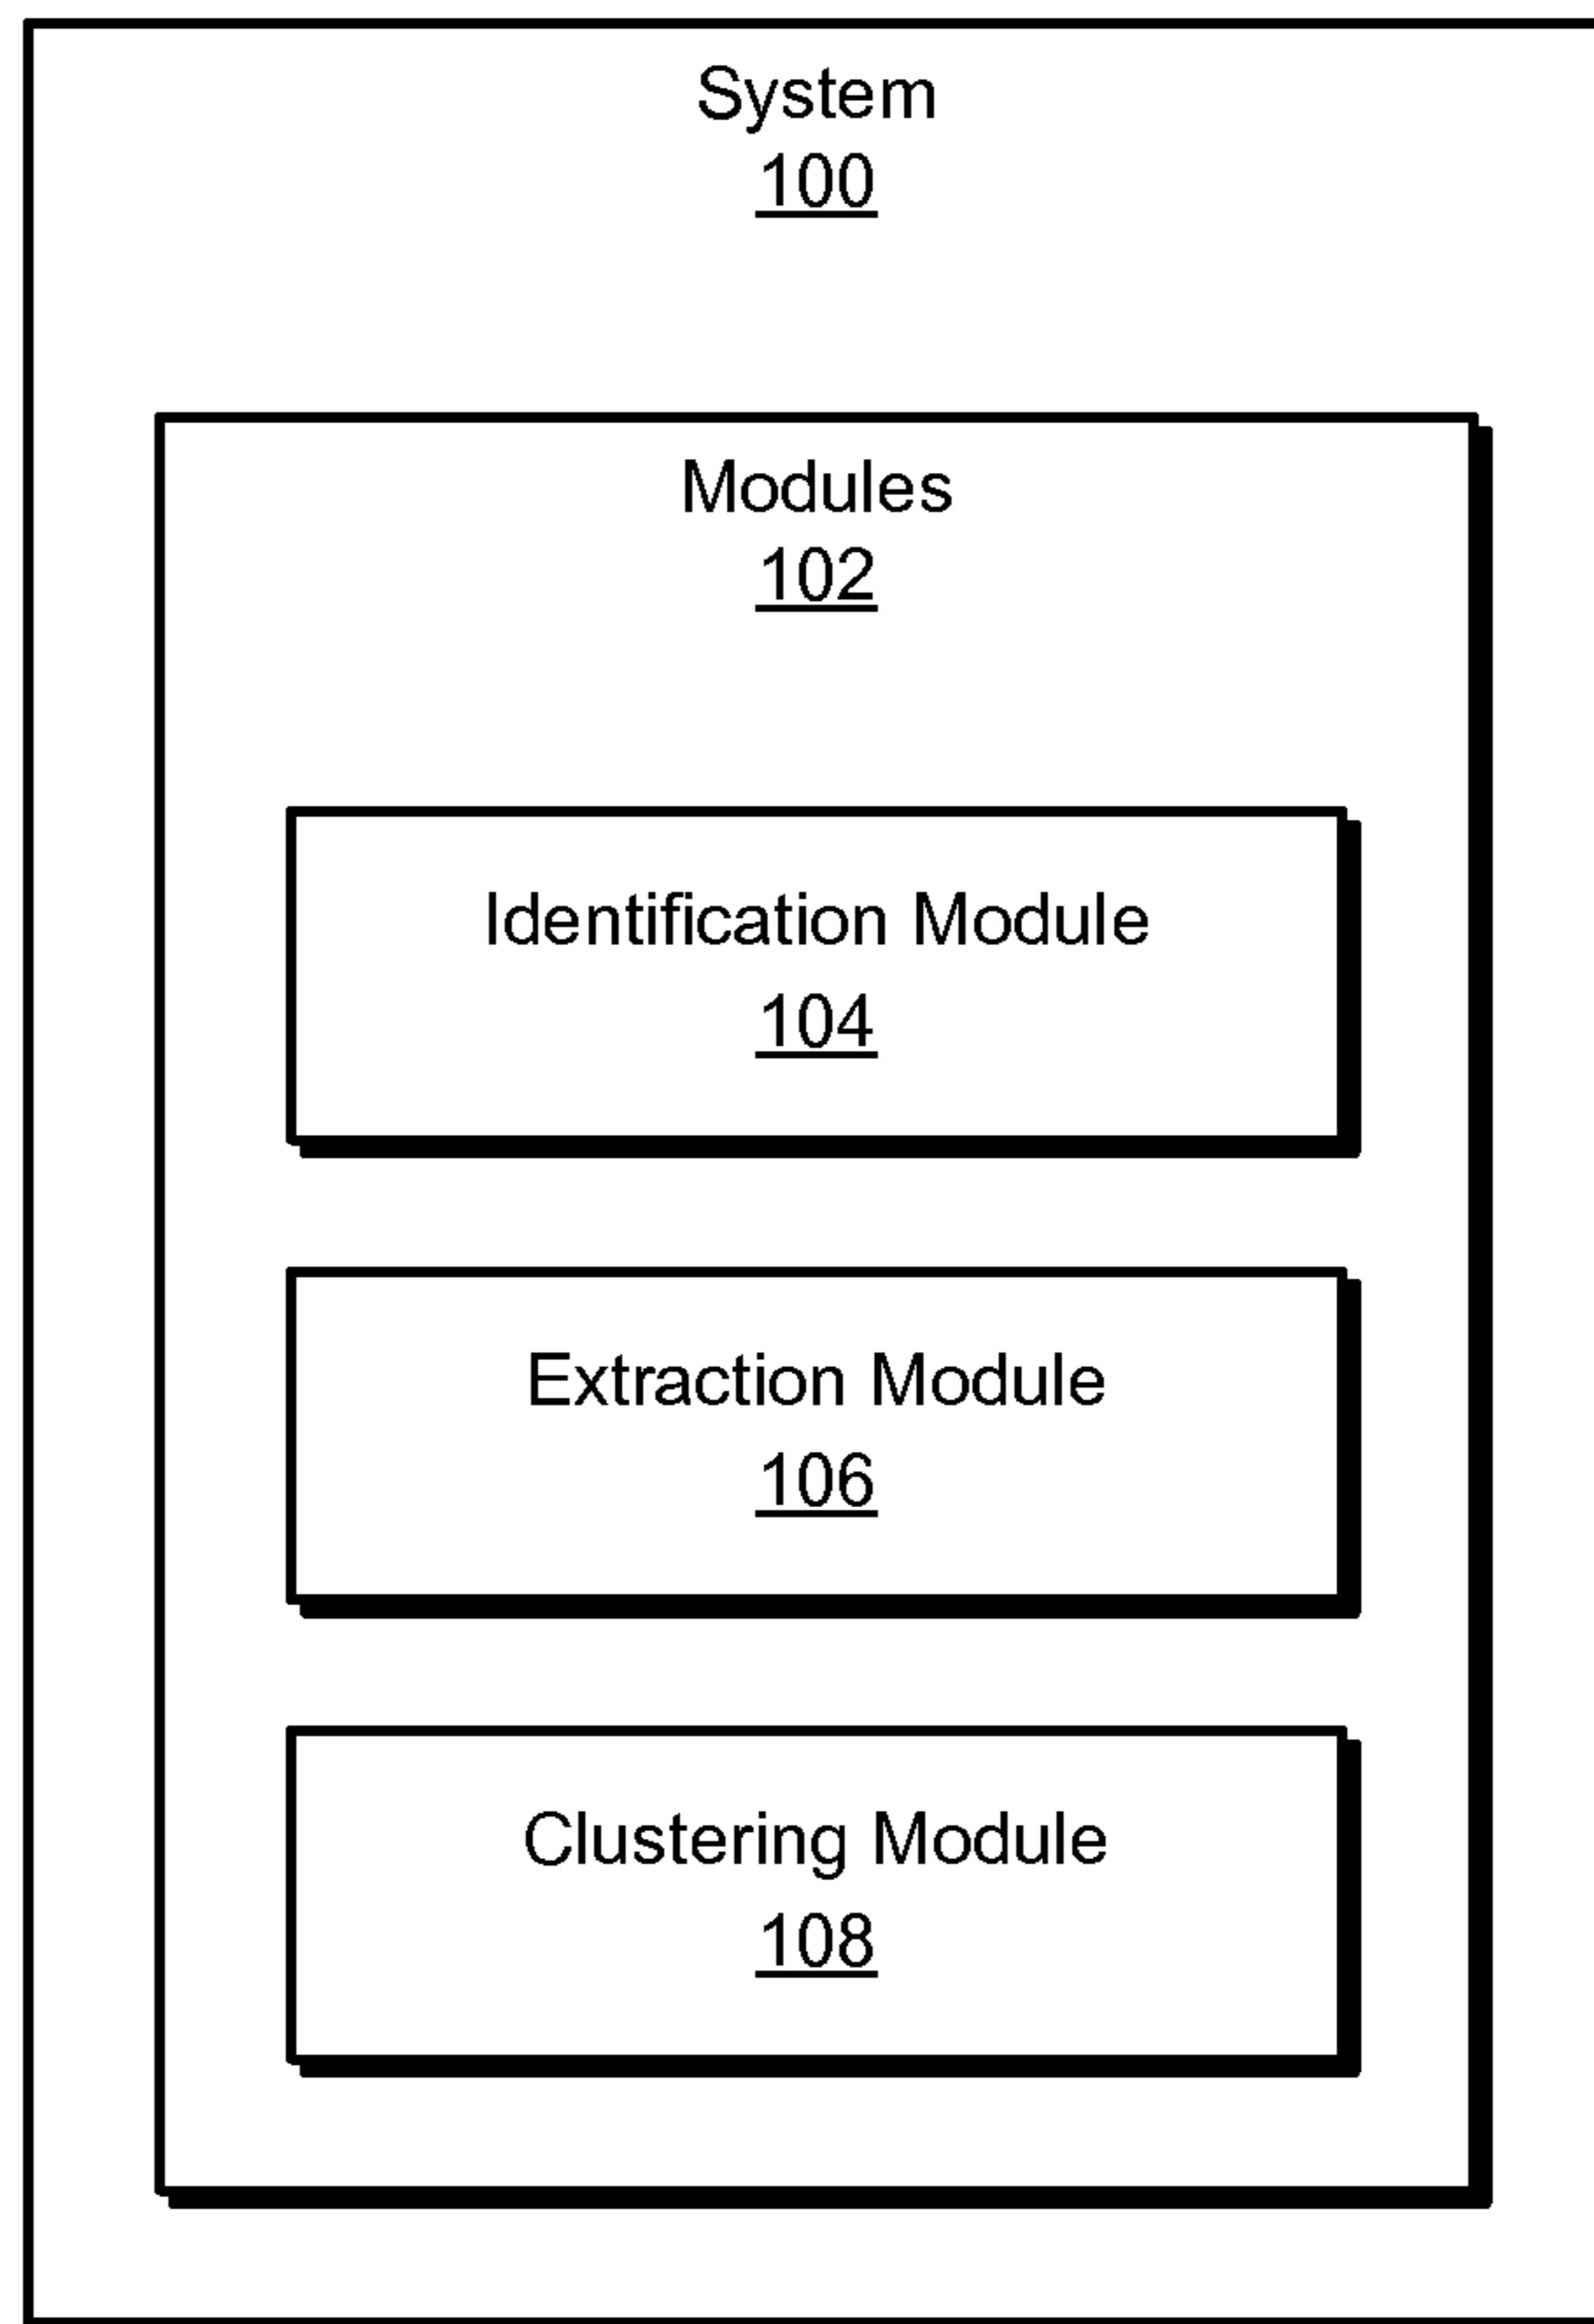 System
100
Modules
102
Identification Module
104
Extraction Module
106
Clustering Module
108